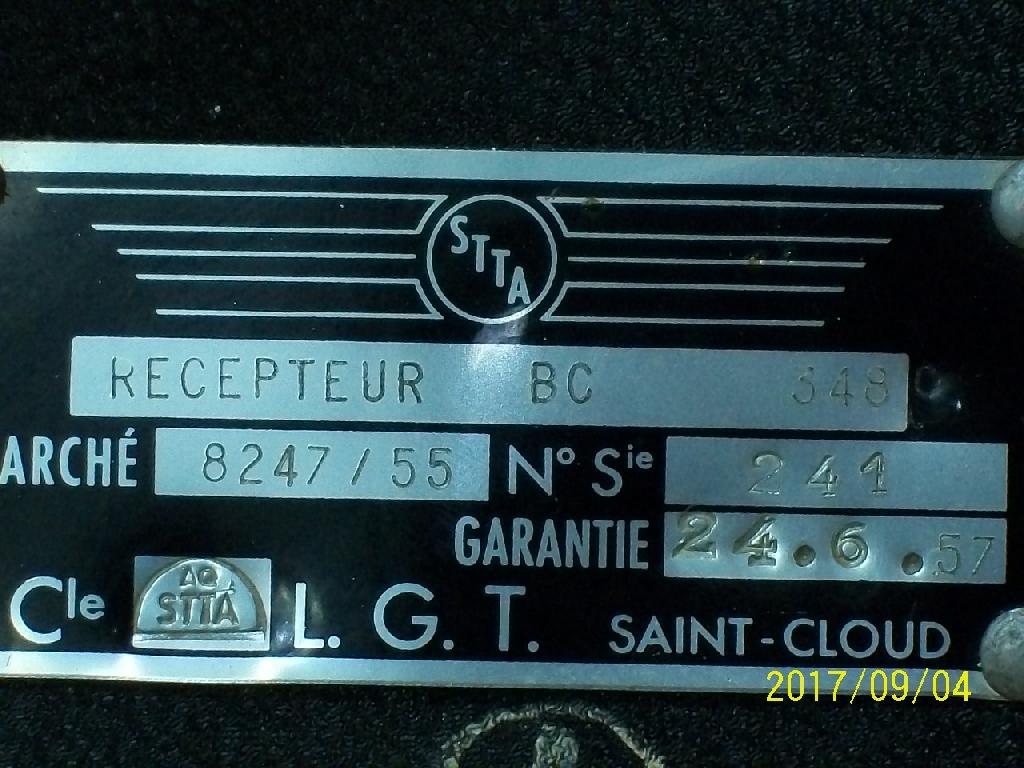 STTA
RECEPTEUR BC 348
ARCHÉ 8247/55 N° Sie 241
GARANTIE 24.6.57
Cle AQ STTA L. G. T. SAINT-CLOUD
2017/09/04